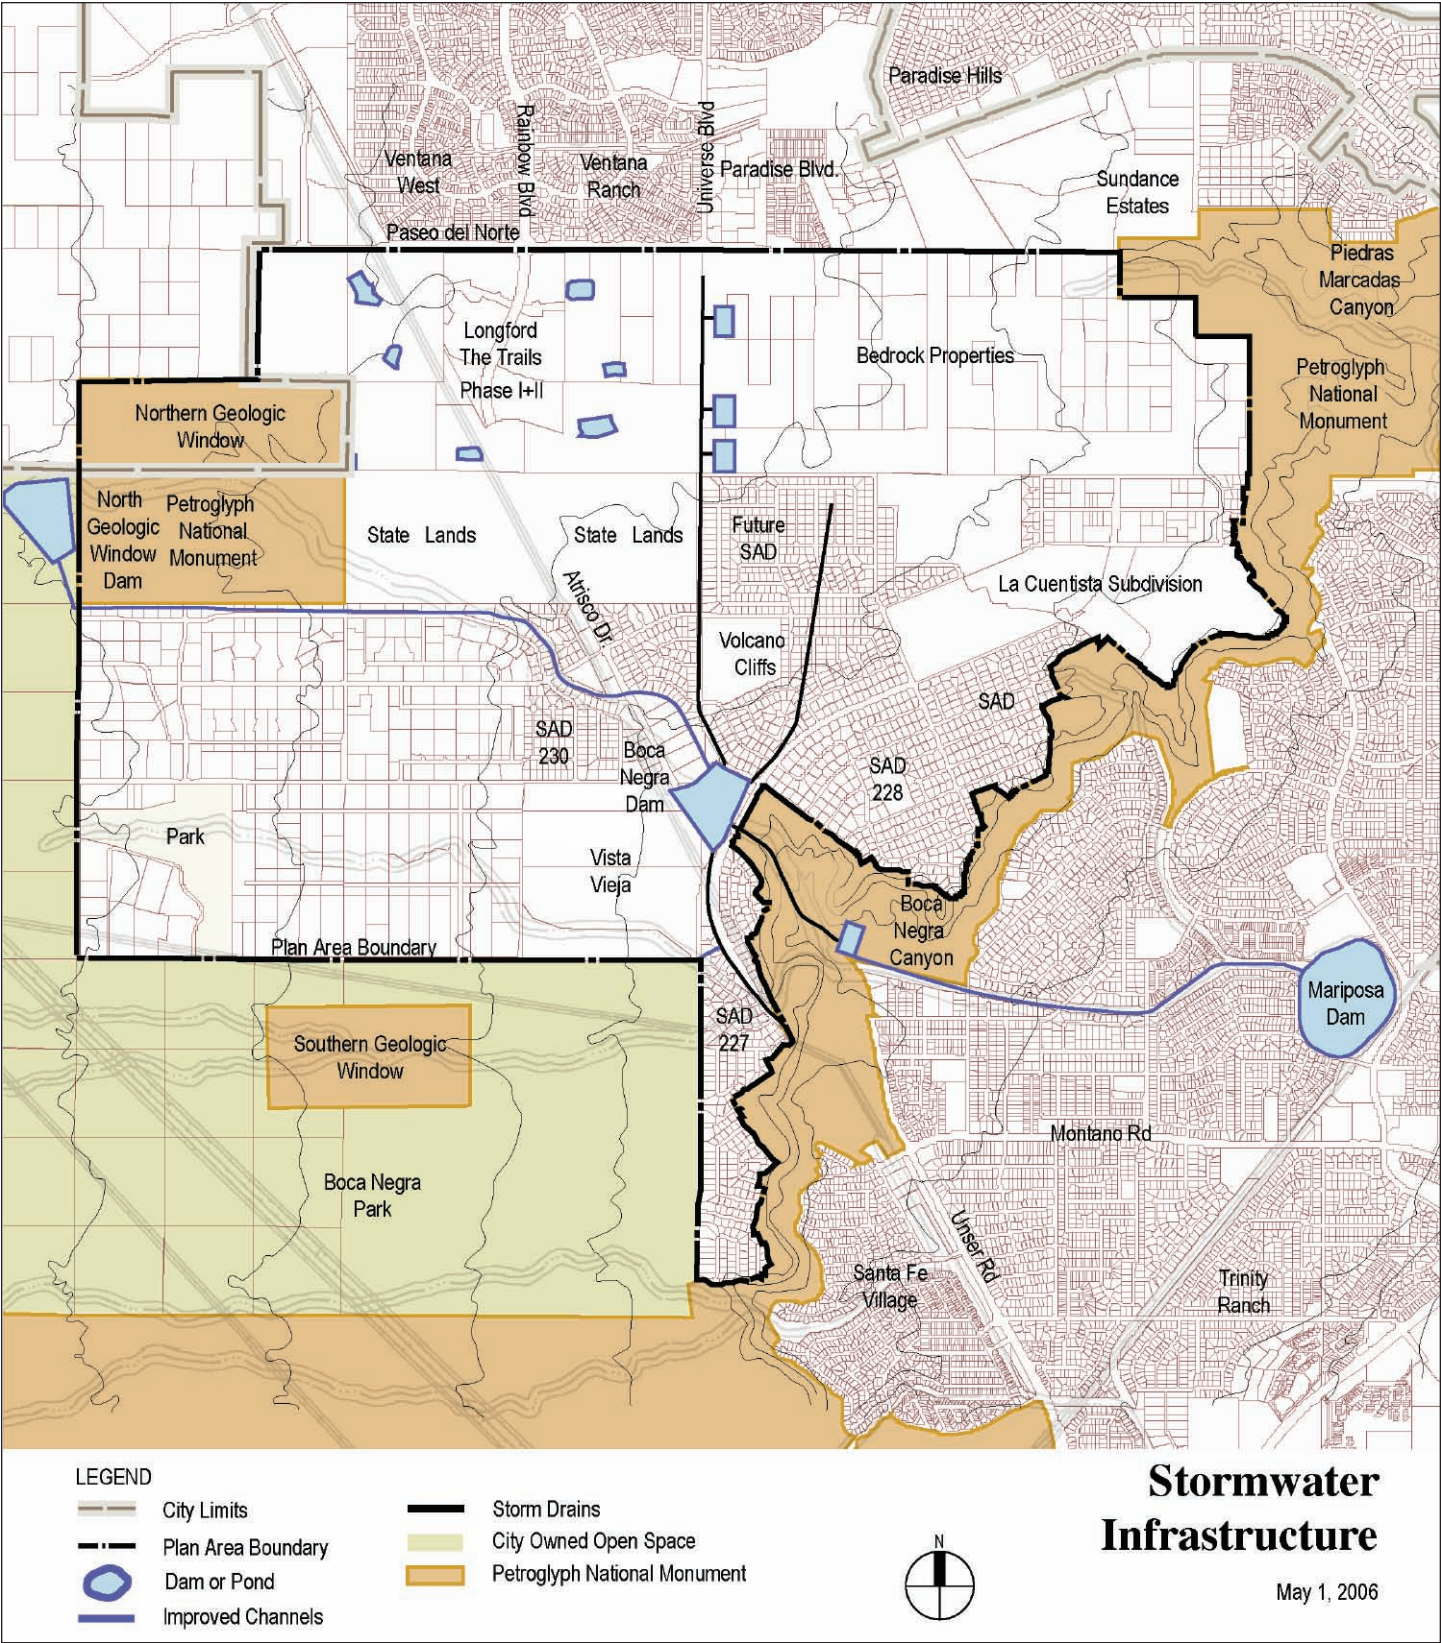 Paradise Hills
Rainbow Blvd
Universe Blvd
Ventana
West
Ventana
Ranch
Paradise Blvd.
Sundance
Estates
Paseo del Norte
Piedras
Marcadas
Canyon
Longford
The Trails
Phase I+II
Bedrock Properties
Petroglyph
National
Monument
Northern Geologic
Window
North
Geologic
Window
Dam
Petroglyph
National
Monument
State Lands
State Lands
Future
SAD
Atrisco Dr.
La Cuentista Subdivision
Volcano
Cliffs
SAD
SAD
230
Boca
Negra
Dam
SAD
228
Park
Vista
Vieja
Boca
Negra
Canyon
Plan Area Boundary
Mariposa
Dam
SAD
227
Southern Geologic
Window
Montano Rd
Boca Negra
Park
Unser Rd
Santa Fe
Village
Trinity
Ranch
LEGEND
City Limits
Plan Area Boundary
Dam or Pond
Improved Channels
Storm Drains
City Owned Open Space
Petroglyph National Monument
N
Stormwater
Infrastructure
May 1, 2006